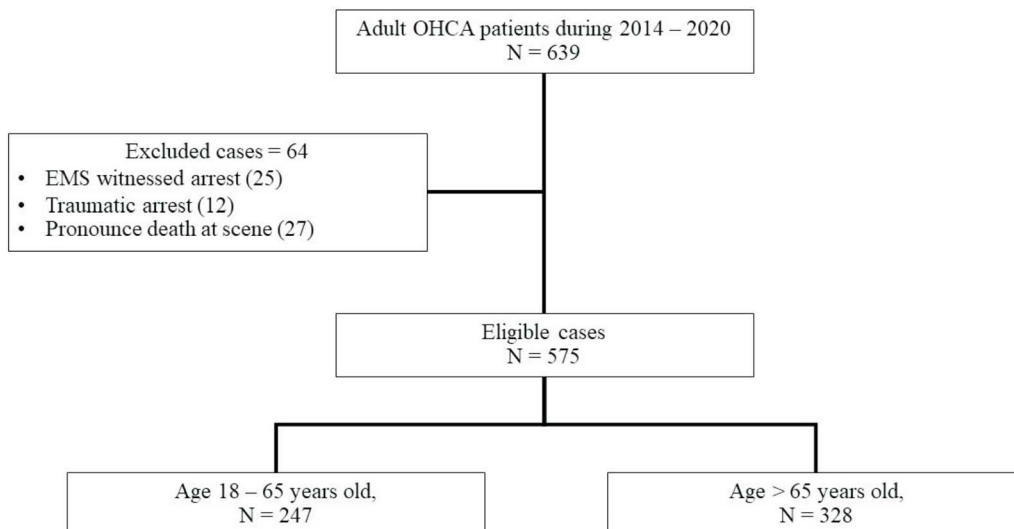 Adult OHCA patients during 2014 – 2020
N = 639
Excluded cases = 64
• EMS witnessed arrest (25)
• Traumatic arrest (12)
• Pronounce death at scene (27)
Eligible cases
N = 575
Age 18 – 65 years old,
N = 247
Age > 65 years old,
N = 328